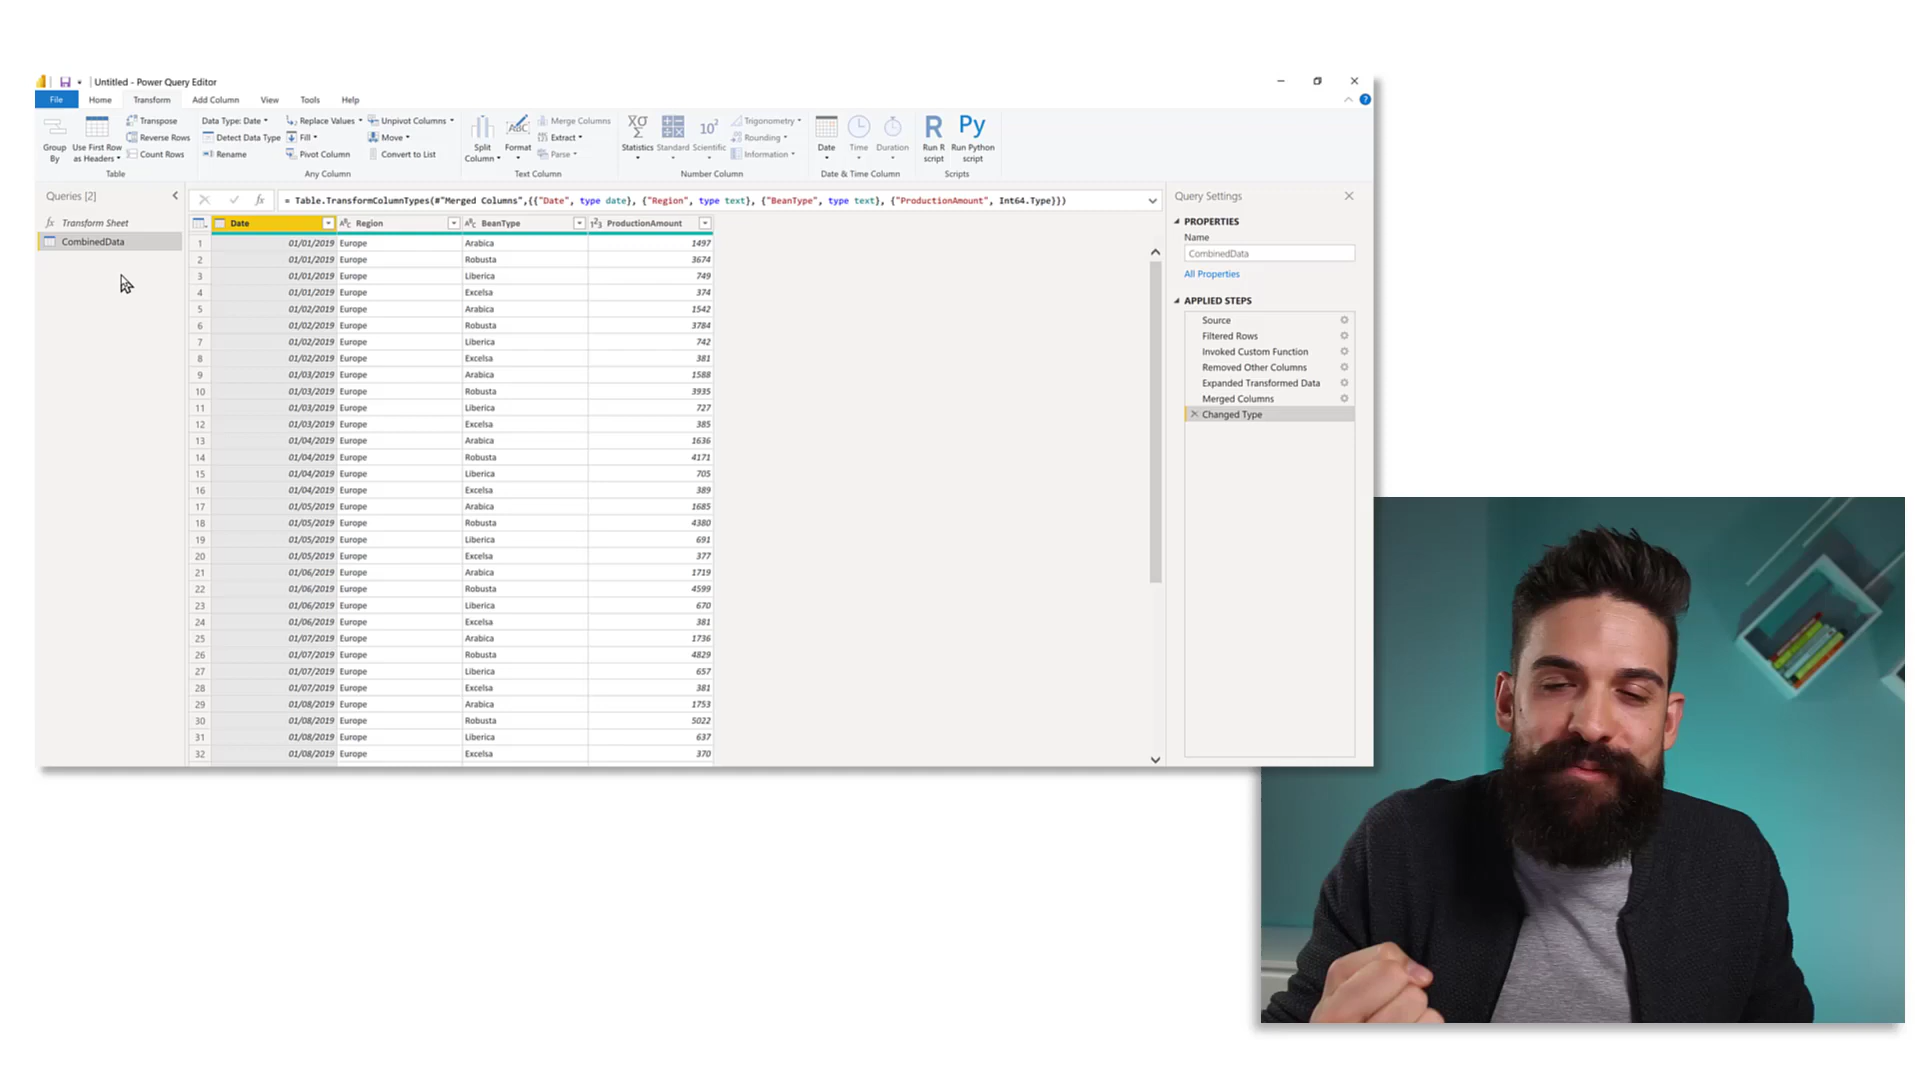 Untitled - Power Query Editor
File Home Transform Add Column View Tools Help
Group By
Use First Row as Headers
Transpose
Reverse Rows
Count Rows
Table
Data Type: Date
Detect Data Type
Rename
Replace Values
Fill
Pivot Column
Unpivot Columns
Move
Convert to List
Any Column
Split Column
Format
Merge Columns
Extract
Parse
Text Column
Statistics
Standard
Scientific
Trigonometry
Rounding
Information
Number Column
Date
Time
Duration
Date & Time Column
R
Run R script
Py
Run Python script
Scripts
Queries [2]
fx Transform Sheet
CombinedData
fx = Table.TransformColumnTypes(#"Merged Columns",{{"Date", type date}, {"Region", type text}, {"BeanType", type text}, {"ProductionAmount", Int64.Type}})
Date Region BeanType ProductionAmount
1 01/01/2019 Europe Arabica 1497
2 01/01/2019 Europe Robusta 3674
3 01/01/2019 Europe Liberica 749
4 01/01/2019 Europe Excelsa 374
5 01/02/2019 Europe Arabica 1542
6 01/02/2019 Europe Robusta 3784
7 01/02/2019 Europe Liberica 742
8 01/02/2019 Europe Excelsa 381
9 01/03/2019 Europe Arabica 1588
10 01/03/2019 Europe Robusta 3935
11 01/03/2019 Europe Liberica 727
12 01/03/2019 Europe Excelsa 385
13 01/04/2019 Europe Arabica 1636
14 01/04/2019 Europe Robusta 4171
15 01/04/2019 Europe Liberica 705
16 01/04/2019 Europe Excelsa 389
17 01/05/2019 Europe Arabica 1685
18 01/05/2019 Europe Robusta 4380
19 01/05/2019 Europe Liberica 691
20 01/05/2019 Europe Excelsa 377
21 01/06/2019 Europe Arabica 1719
22 01/06/2019 Europe Robusta 4599
23 01/06/2019 Europe Liberica 670
24 01/06/2019 Europe Excelsa 381
25 01/07/2019 Europe Arabica 1736
26 01/07/2019 Europe Robusta 4829
27 01/07/2019 Europe Liberica 657
28 01/07/2019 Europe Excelsa 381
29 01/08/2019 Europe Arabica 1753
30 01/08/2019 Europe Robusta 5022
31 01/08/2019 Europe Liberica 637
32 01/08/2019 Europe Excelsa 370
Query Settings
PROPERTIES
Name
CombinedData
All Properties
APPLIED STEPS
Source
Filtered Rows
Invoked Custom Function
Removed Other Columns
Expanded Transformed Data
Merged Columns
Changed Type